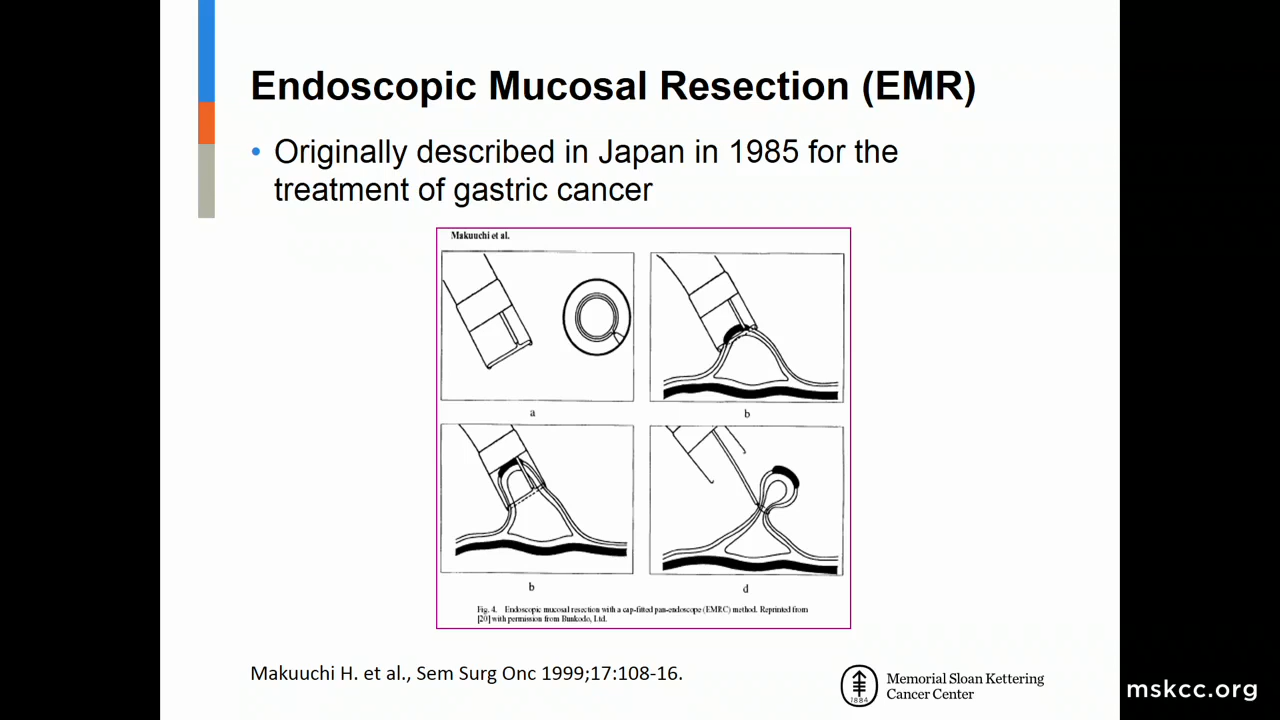 Endoscopic Mucosal Resection (EMR)
• Originally described in Japan in 1985 for the
treatment of gastric cancer
Makuuchi et al.
a
b
b
d
Fig. 4. Endoscopic mucosal resection with a cap-fitted pan-endoscope (EMRC) method. Reprinted from
[20] with permission from Bunkodo, Ltd.
Makuuchi H. et al., Sem Surg Onc 1999;17:108-16.
1884
Memorial Sloan Kettering
Cancer Center
mskcc.org